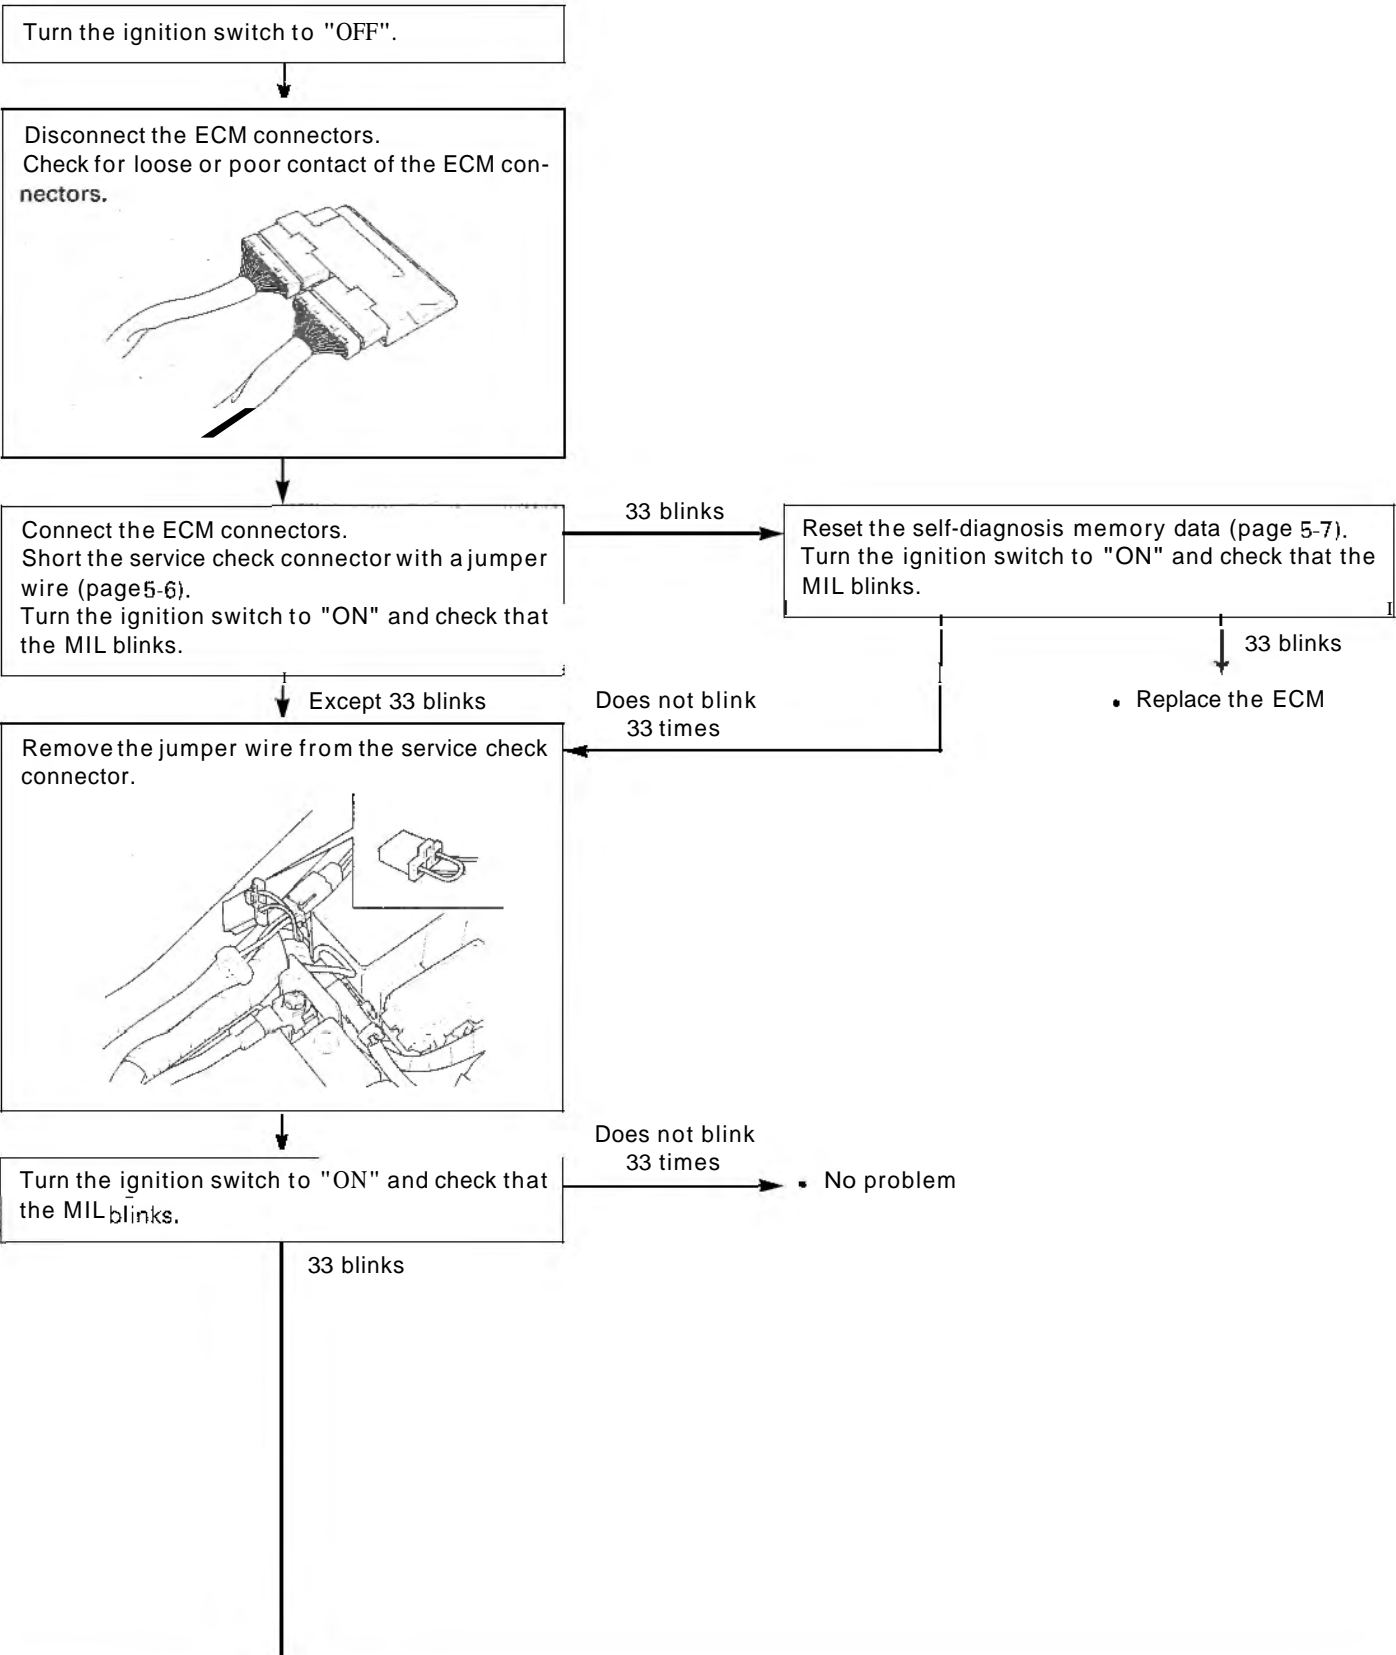 Turn the ignition switch to "OFF".
Disconnect the ECM connectors.
Check for loose or poor contact of the ECM con-
nectors.
Connect the ECM connectors.
Short the service check connector with a jumper
wire (page 5-6).
Turn the ignition switch to "ON" and check that
the MIL blinks.
33 blinks
Reset the self-diagnosis memory data (page 5-7).
Turn the ignition switch to "ON" and check that the
MIL blinks.
33 blinks
• Replace the ECM
Except 33 blinks
Does not blink
33 times
Remove the jumper wire from the service check
connector.
Turn the ignition switch to "ON" and check that
the MIL blinks.
Does not blink
33 times
• No problem
33 blinks